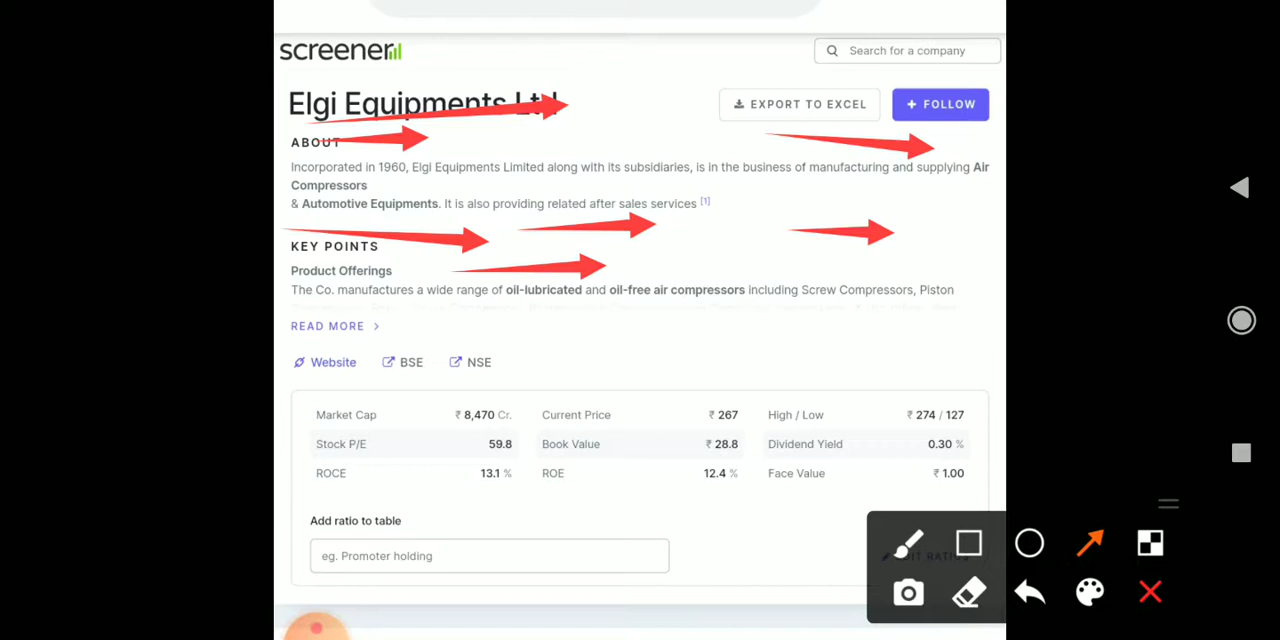 screener
Search for a company
Elgi Equipments Ltd
EXPORT TO EXCEL
+ FOLLOW
ABOUT
Incorporated in 1960, Elgi Equipments Limited along with its subsidiaries, is in the business of manufacturing and supplying Air
Compressors
& Automotive Equipments. It is also providing related after sales services [1]
KEY POINTS
Product Offerings
The Co. manufactures a wide range of oil-lubricated and oil-free air compressors including Screw Compressors, Piston
READ MORE >
Website BSE NSE
Market Cap ₹ 8,470 Cr. Current Price ₹ 267 High / Low ₹ 274 / 127
Stock P/E 59.8 Book Value ₹ 28.8 Dividend Yield 0.30 %
ROCE 13.1 % ROE 12.4 % Face Value ₹ 1.00
Add ratio to table
eg. Promoter holding